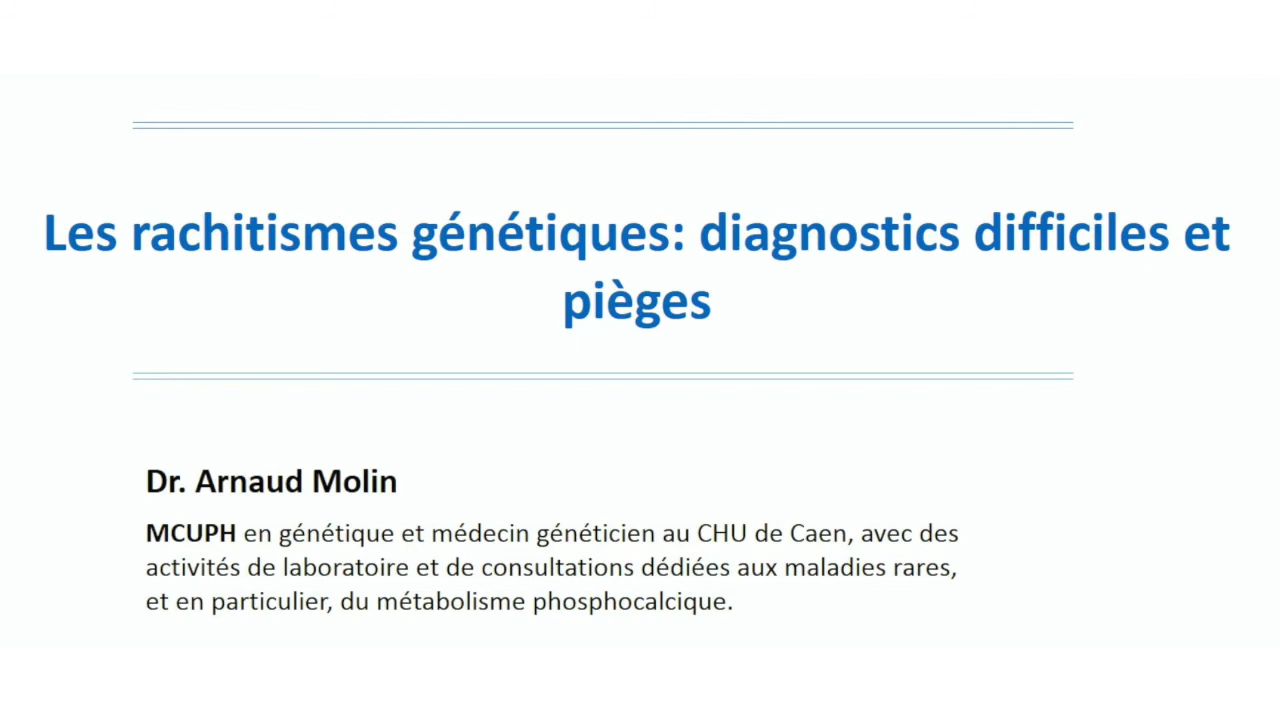 Les rachitismes génétiques: diagnostics difficiles et
pièges
Dr. Arnaud Molin
MCUPH en génétique et médecin généticien au CHU de Caen, avec des
activités de laboratoire et de consultations dédiées aux maladies rares,
et en particulier, du métabolisme phosphocalcique.